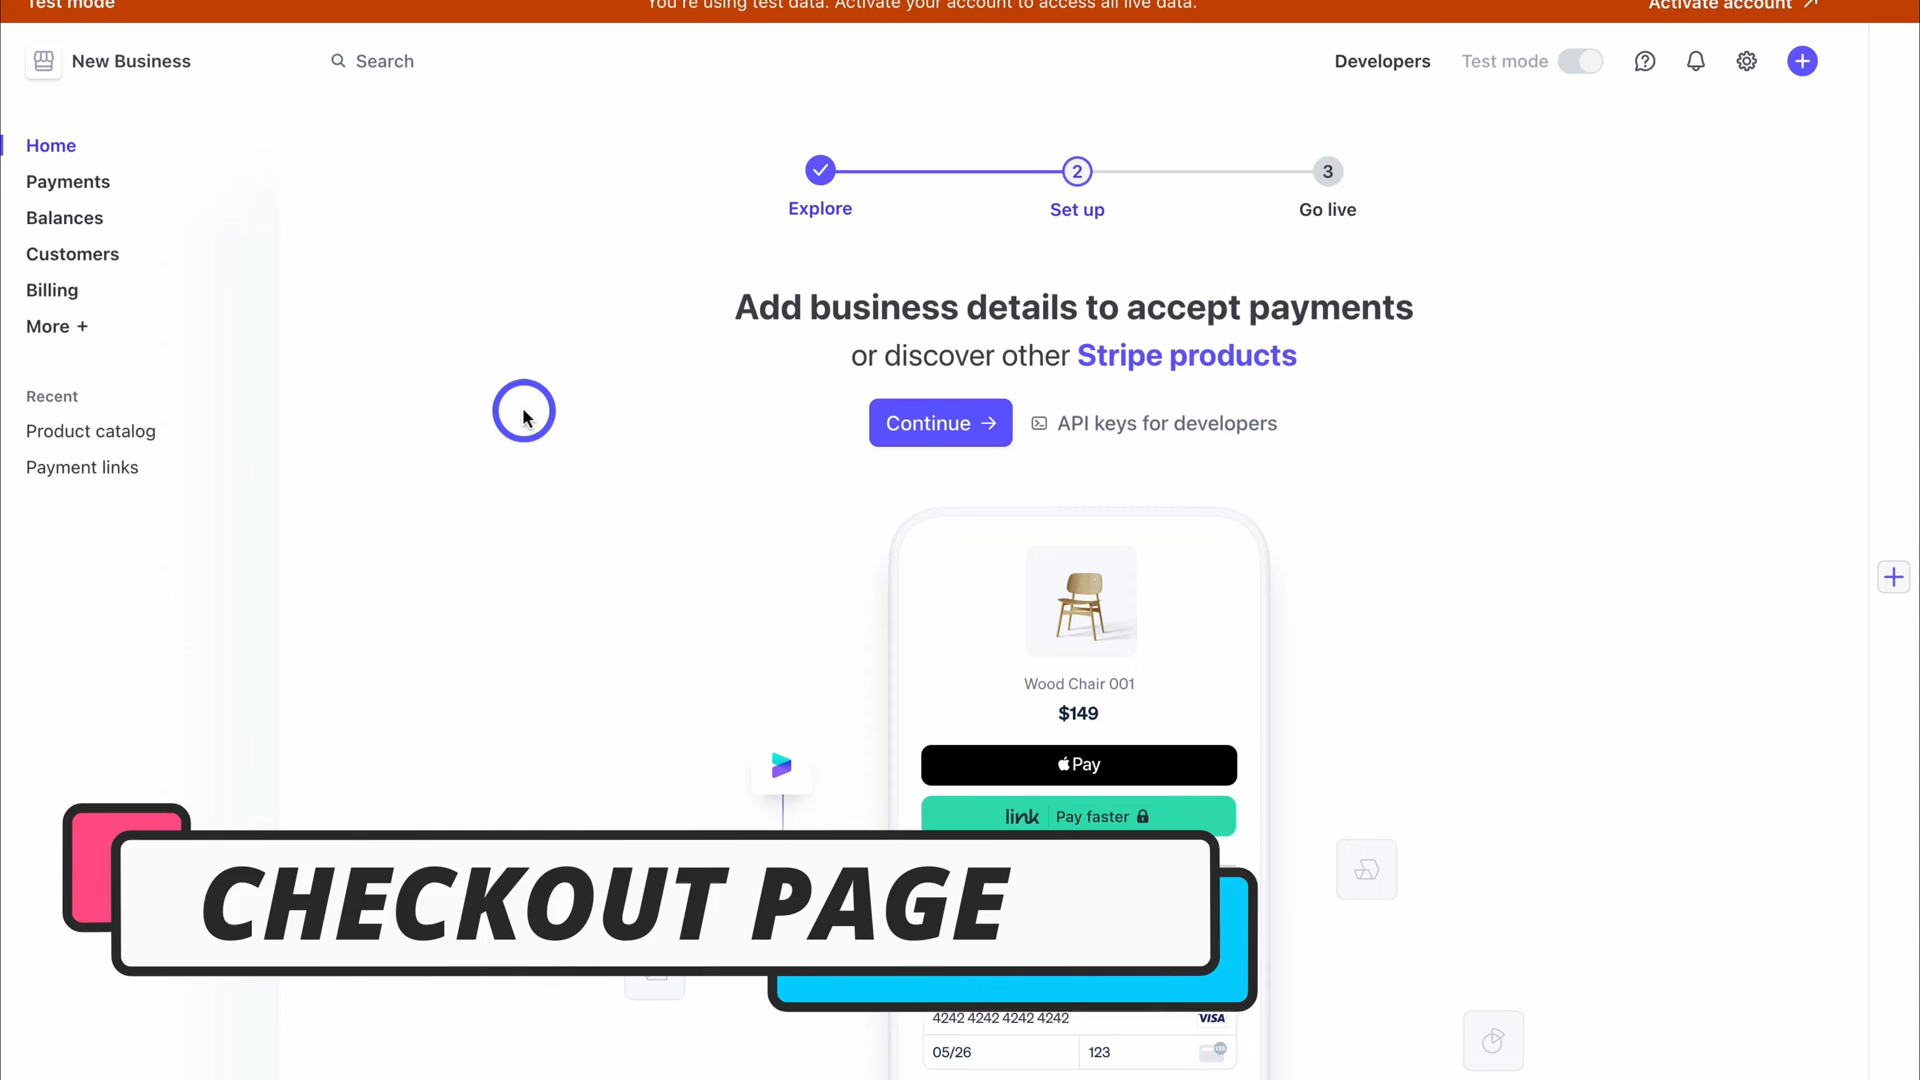 Test mode
You're using test data. Activate your account to access all live data.
Activate account
New Business
Search
Developers
Test mode
Home
Payments
Balances
Customers
Billing
More +
Recent
Product catalog
Payment links
2
3
Explore
Set up
Go live
Add business details to accept payments
or discover other Stripe products
Continue →
API keys for developers
Wood Chair 001
$149
Pay
link Pay faster
CHECKOUT PAGE
4242 4242 4242 4242
VISA
05/26
123